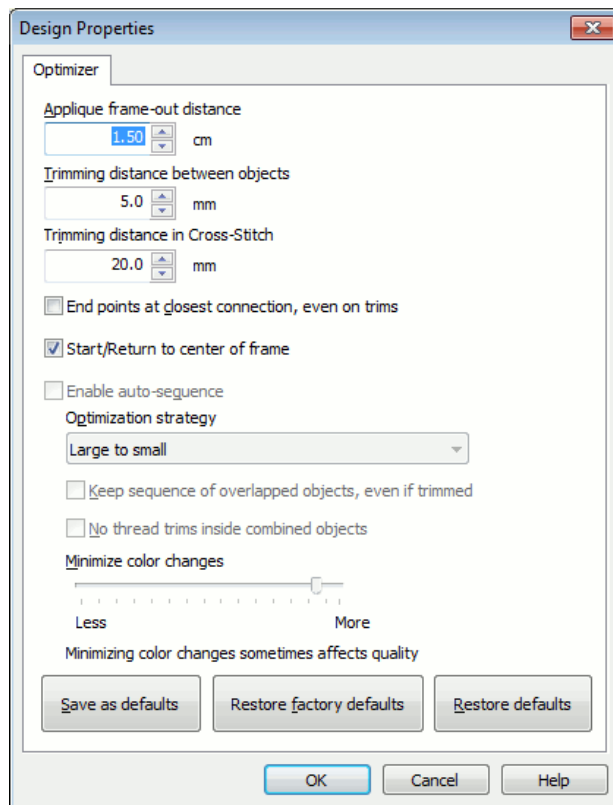 Design Properties
Optimizer
Applique frame-out distance
1.50 cm
Trimming distance between objects
5.0 mm
Trimming distance in Cross-Stitch
20.0 mm
End points at closest connection, even on trims
Start/Return to center of frame
Enable auto-sequence
Optimization strategy
Large to small
Keep sequence of overlapped objects, even if trimmed
No thread trims inside combined objects
Minimize color changes
Less More
Minimizing color changes sometimes affects quality
Save as defaults Restore factory defaults Restore defaults
OK Cancel Help